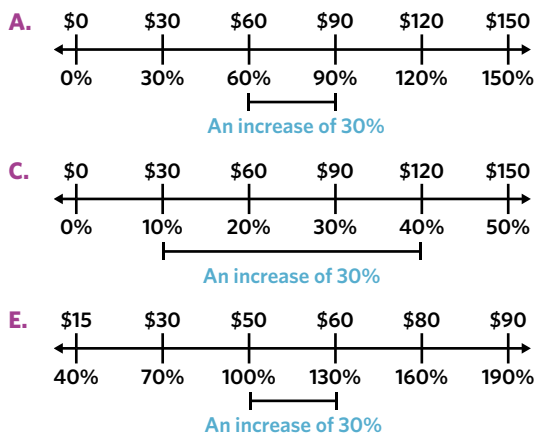 A. $0 $30 $60 $90 $120 $150
0% 30% 60% 90% 120% 150%
An increase of 30%
C. $0 $30 $60 $90 $120 $150
0% 10% 20% 30% 40% 50%
An increase of 30%
E. $15 $30 $50 $60 $80 $90
40% 70% 100% 130% 160% 190%
An increase of 30%